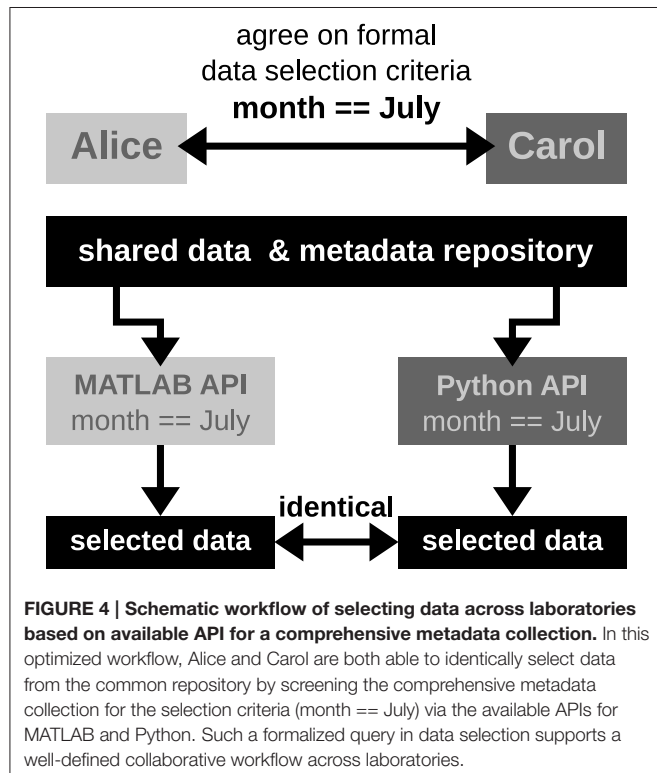 agree on formal
data selection criteria
month == July
Alice
Carol
shared data & metadata repository
MATLAB API
month == July
Python API
month == July
identical
selected data
selected data
FIGURE 4 | Schematic workflow of selecting data across laboratories
based on available API for a comprehensive metadata collection. In this
optimized workflow, Alice and Carol are both able to identically select data
from the common repository by screening the comprehensive metadata
collection for the selection criteria (month == July) via the available APIs for
MATLAB and Python. Such a formalized query in data selection supports a
well-defined collaborative workflow across laboratories.